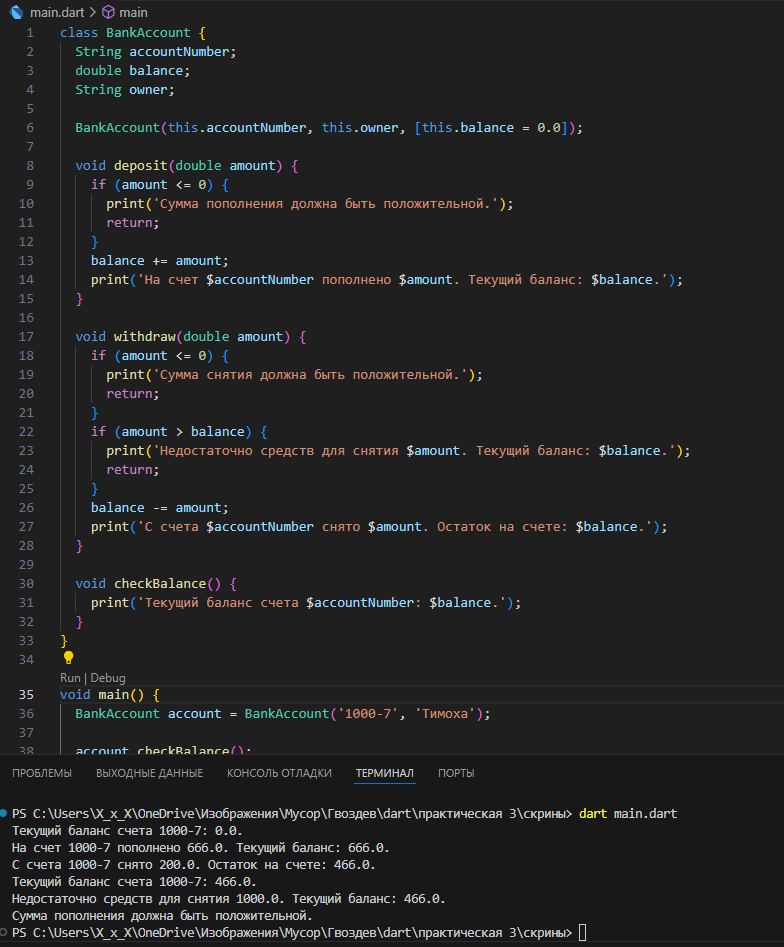 main.dart > main
1 class BankAccount {
2 String accountNumber;
3 double balance;
4 String owner;
5
6 BankAccount(this.accountNumber, this.owner, [this.balance = 0.0]);
7
8 void deposit(double amount) {
9 if (amount <= 0) {
10 print('Сумма пополнения должна быть положительной.');
11 return;
12 }
13 balance += amount;
14 print('На счет $accountNumber пополнено $amount. Текущий баланс: $balance.');
15 }
16
17 void withdraw(double amount) {
18 if (amount <= 0) {
19 print('Сумма снятия должна быть положительной.');
20 return;
21 }
22 if (amount > balance) {
23 print('Недостаточно средств для снятия $amount. Текущий баланс: $balance.');
24 return;
25 }
26 balance -= amount;
27 print('С счета $accountNumber снято $amount. Остаток на счете: $balance.');
28 }
29
30 void checkBalance() {
31 print('Текущий баланс счета $accountNumber: $balance.');
32 }
33 }
34
Run | Debug
35 void main() {
36 BankAccount account = BankAccount('1000-7', 'Тимоха');
37
38 account.checkBalance();
ПРОБЛЕМЫ ВЫХОДНЫЕ ДАННЫЕ КОНСОЛЬ ОТЛАДКИ ТЕРМИНАЛ ПОРТЫ
PS C:\Users\X_x_X\OneDrive\Изображения\Мусор\Гвоздев\dart\практическая 3\скрины> dart main.dart
Текущий баланс счета 1000-7: 0.0.
На счет 1000-7 пополнено 666.0. Текущий баланс: 666.0.
С счета 1000-7 снято 200.0. Остаток на счете: 466.0.
Текущий баланс счета 1000-7: 466.0.
Недостаточно средств для снятия 1000.0. Текущий баланс: 466.0.
Сумма пополнения должна быть положительной.
PS C:\Users\X_x_X\OneDrive\Изображения\Мусор\Гвоздев\dart\практическая 3\скрины>